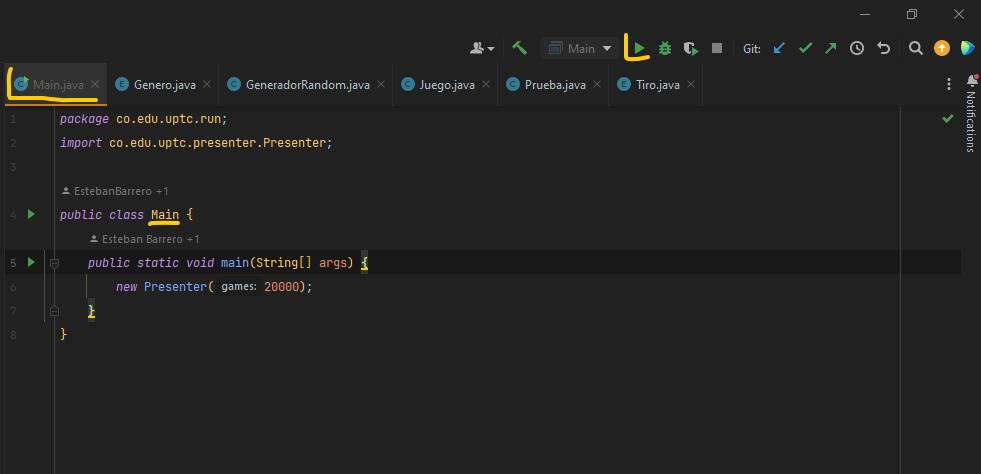 Main
Git:
Main.java
Genero.java
GeneradorRandom.java
Juego.java
Prueba.java
Tiro.java
Notifications
1 package co.edu.uptc.run;
2 import co.edu.uptc.presenter.Presenter;
3
EstebanBarrero +1
4 public class Main {
Esteban Barrero +1
5 public static void main(String[] args) {
6 new Presenter( games: 20000);
7 }
8 }